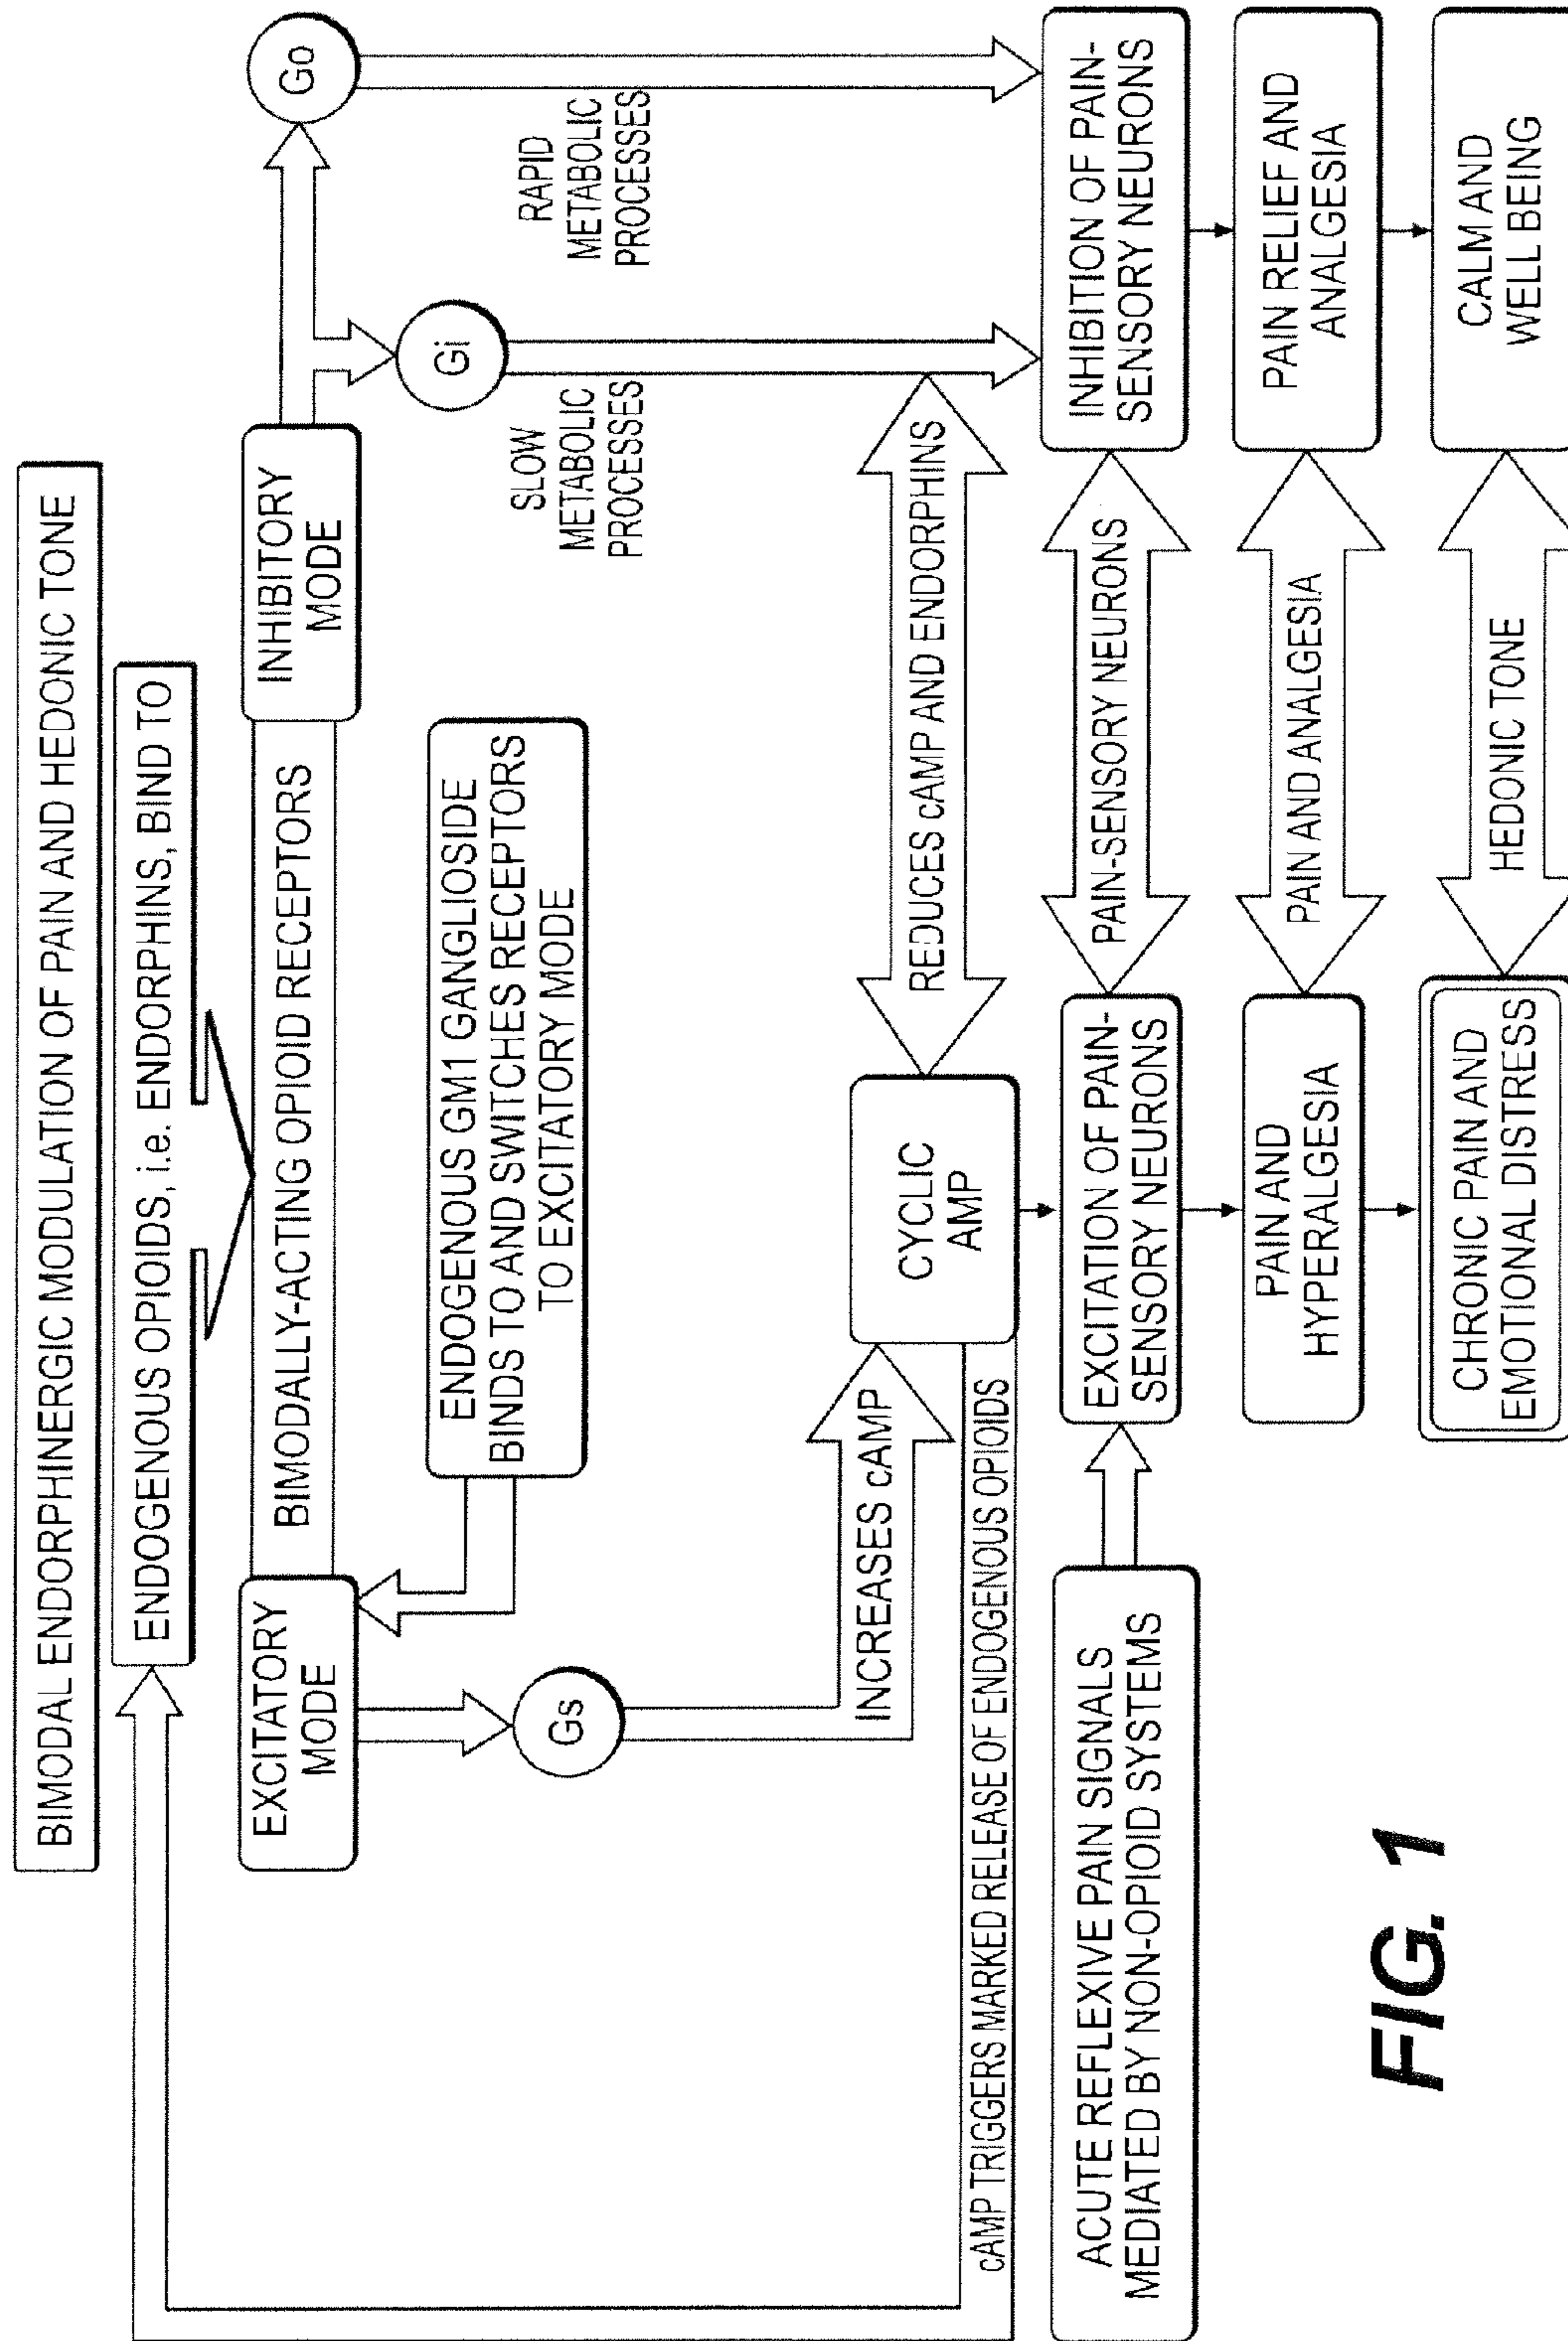 BIMODAL ENDORPHINERGIC MODULATION OF PAIN AND HEDONIC TONE
ENDOGENOUS OPIOIDS, i.e. ENDORPHINS, BIND TO
EXCITATORY
MODE
BIMODALLY-ACTING OPIOID RECEPTORS
INHIBITORY
MODE
Go
Gi
Gs
ENDOGENOUS GM1 GANGLIOSIDE
BINDS TO AND SWITCHES RECEPTORS
TO EXCITATORY MODE
SLOW
METABOLIC
PROCESSES
RAPID
METABOLIC
PROCESSES
INCREASES cAMP
CYCLIC
AMP
REDUCES cAMP AND ENDORPHINS
cAMP TRIGGERS MARKED RELEASE OF ENDOGENOUS OPIOIDS
ACUTE REFLEXIVE PAIN SIGNALS
MEDIATED BY NON-OPIOID SYSTEMS
EXCITATION OF PAIN-
SENSORY NEURONS
PAIN-SENSORY NEURONS
INHIBITION OF PAIN-
SENSORY NEURONS
PAIN AND
HYPERALGESIA
PAIN AND ANALGESIA
PAIN RELIEF AND
ANALGESIA
CHRONIC PAIN AND
EMOTIONAL DISTRESS
HEDONIC TONE
CALM AND
WELL BEING
FIG. 1